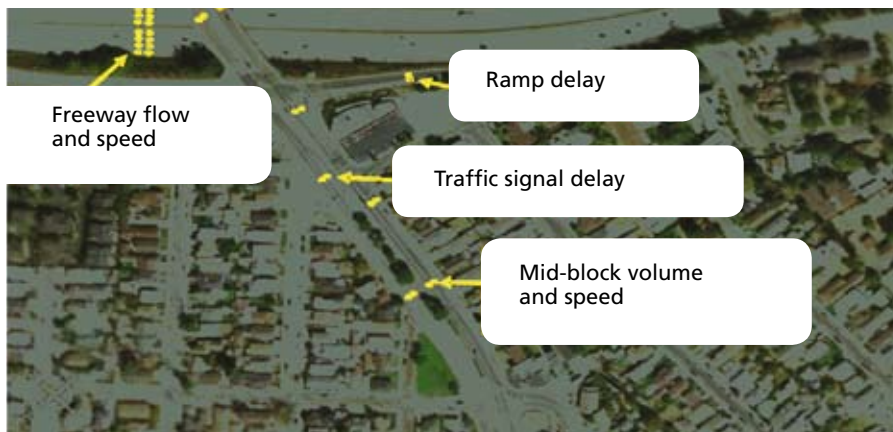 Ramp delay
Freeway flow
and speed
Traffic signal delay
Mid-block volume
and speed